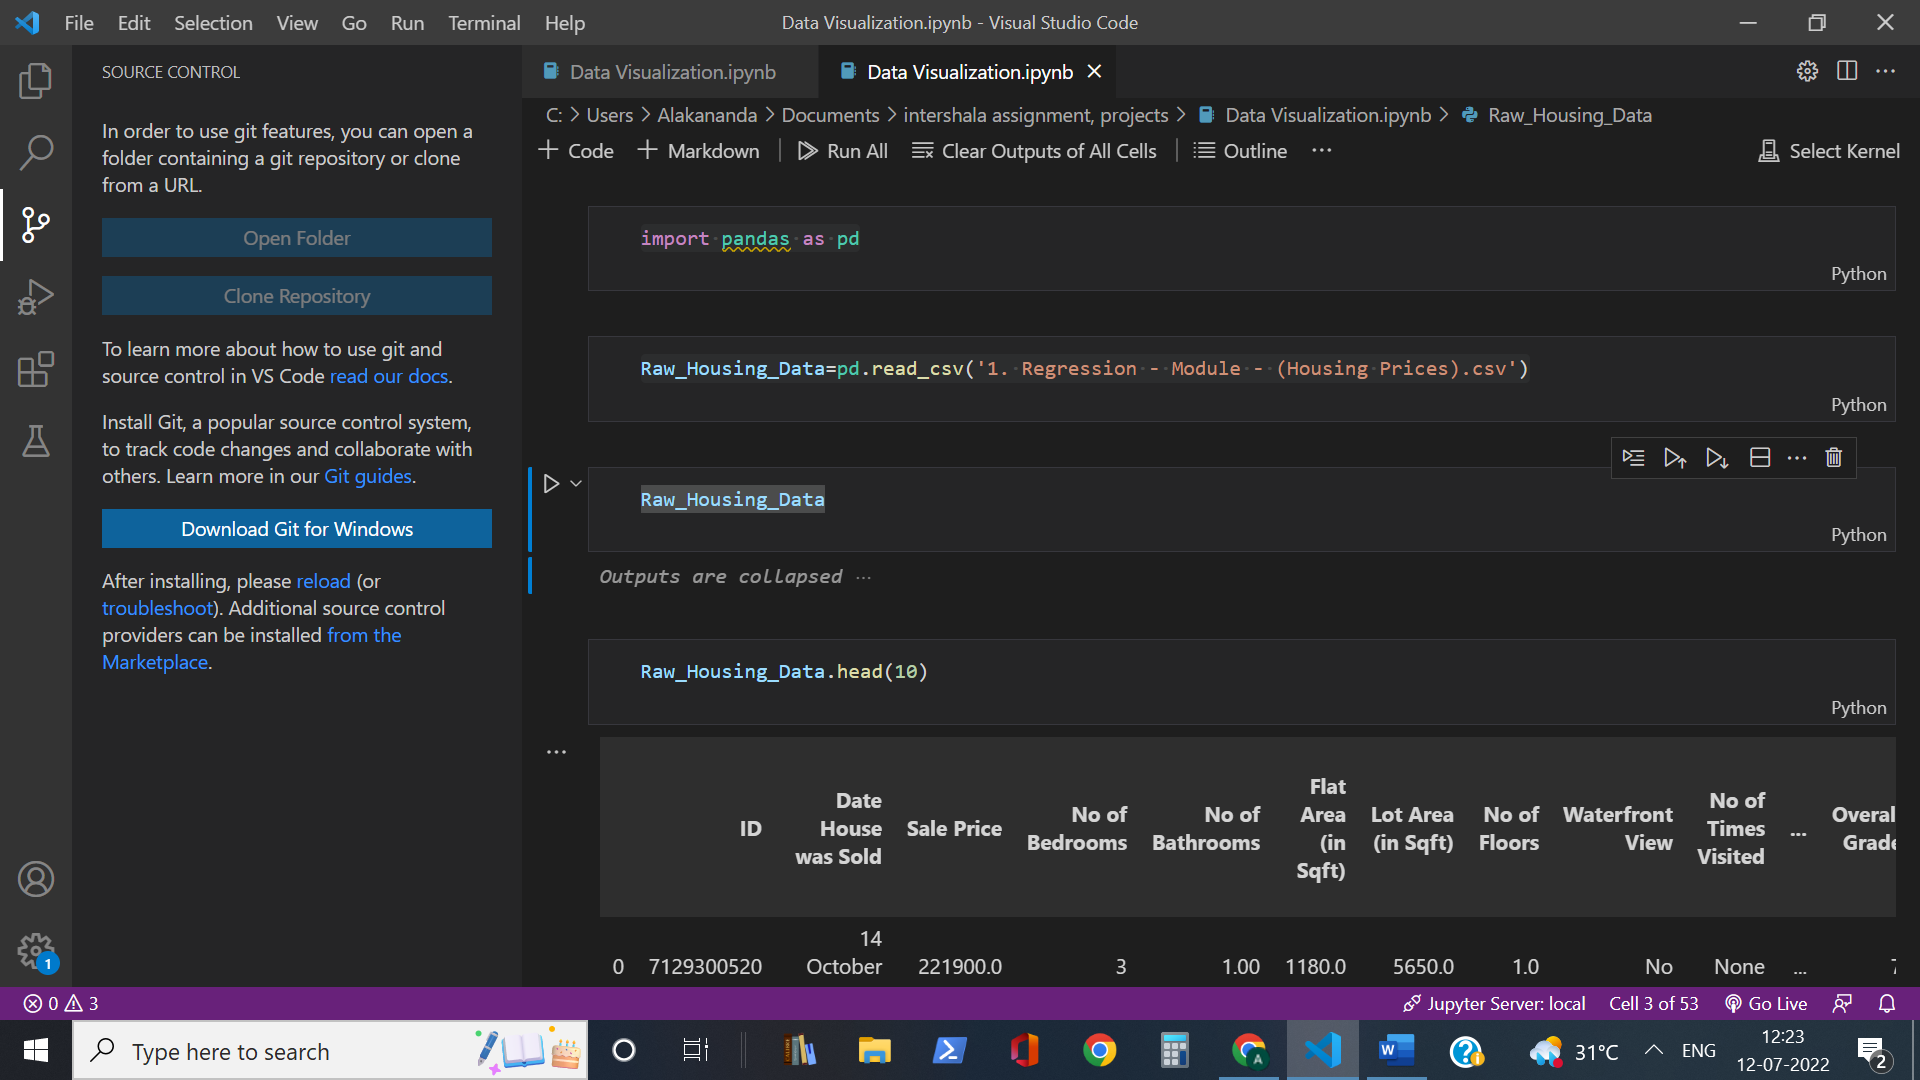 File Edit Selection View Go Run Terminal Help
Data Visualization.ipynb - Visual Studio Code
SOURCE CONTROL
In order to use git features, you can open a
folder containing a git repository or clone
from a URL.
Open Folder
Clone Repository
To learn more about how to use git and
source control in VS Code read our docs.
Install Git, a popular source control system,
to track code changes and collaborate with
others. Learn more in our Git guides.
Download Git for Windows
After installing, please reload (or
troubleshoot). Additional source control
providers can be installed from the
Marketplace.
Data Visualization.ipynb
Data Visualization.ipynb
C: > Users > Alakananda > Documents > intershala assignment, projects > Data Visualization.ipynb > Raw_Housing_Data
+ Code + Markdown Run All Clear Outputs of All Cells Outline ···
Select Kernel
import pandas as pd
Python
Raw_Housing_Data=pd.read_csv('1. Regression - Module - (Housing Prices).csv')
Python
Raw_Housing_Data
Python
Outputs are collapsed ···
Raw_Housing_Data.head(10)
Python
ID
Date
House
was Sold
Sale Price
No of
Bedrooms
No of
Bathrooms
Flat
Area
(in
Sqft)
Lot Area
(in Sqft)
No of
Floors
Waterfront
View
No of
Times
Visited
...
Overal
Grade
14
0 7129300520 October 221900.0 3 1.00 1180.0 5650.0 1.0 No None ...
1
0 3
Jupyter Server: local
Cell 3 of 53
Go Live
Type here to search
31°C
ENG
12:23
12-07-2022
2